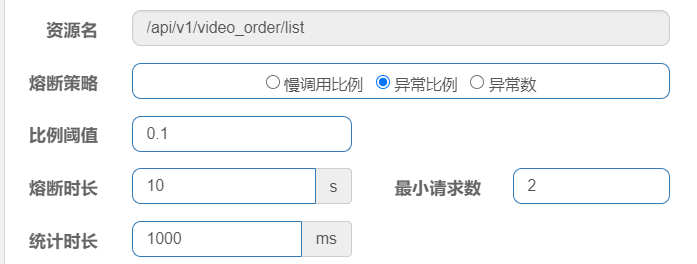 资源名 /api/v1/video_order/list
熔断策略 慢调用比例 异常比例 异常数
比例阈值 0.1
熔断时长 10 s 最小请求数 2
统计时长 1000 ms